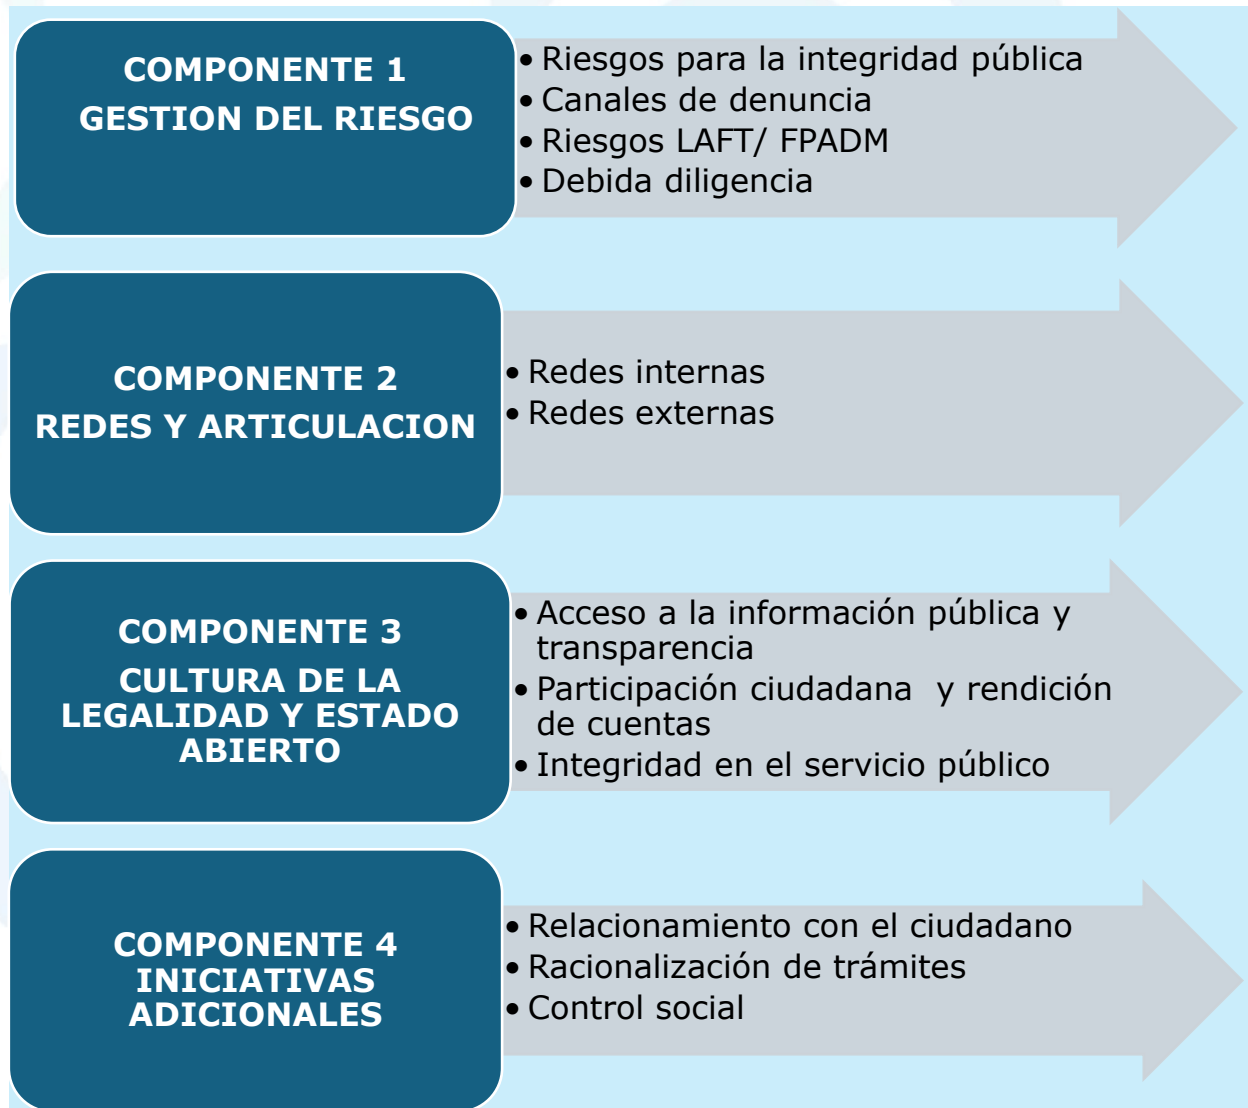 COMPONENTE 1
GESTION DEL RIESGO
• Riesgos para la integridad pública
• Canales de denuncia
• Riesgos LAFT/ FPADM
• Debida diligencia
COMPONENTE 2
REDES Y ARTICULACION
• Redes internas
• Redes externas
COMPONENTE 3
CULTURA DE LA
LEGALIDAD Y ESTADO
ABIERTO
• Acceso a la información pública y
transparencia
• Participación ciudadana  y rendición
de cuentas
• Integridad en el servicio público
COMPONENTE 4
INICIATIVAS
ADICIONALES
• Relacionamiento con el ciudadano
• Racionalización de trámites
• Control social